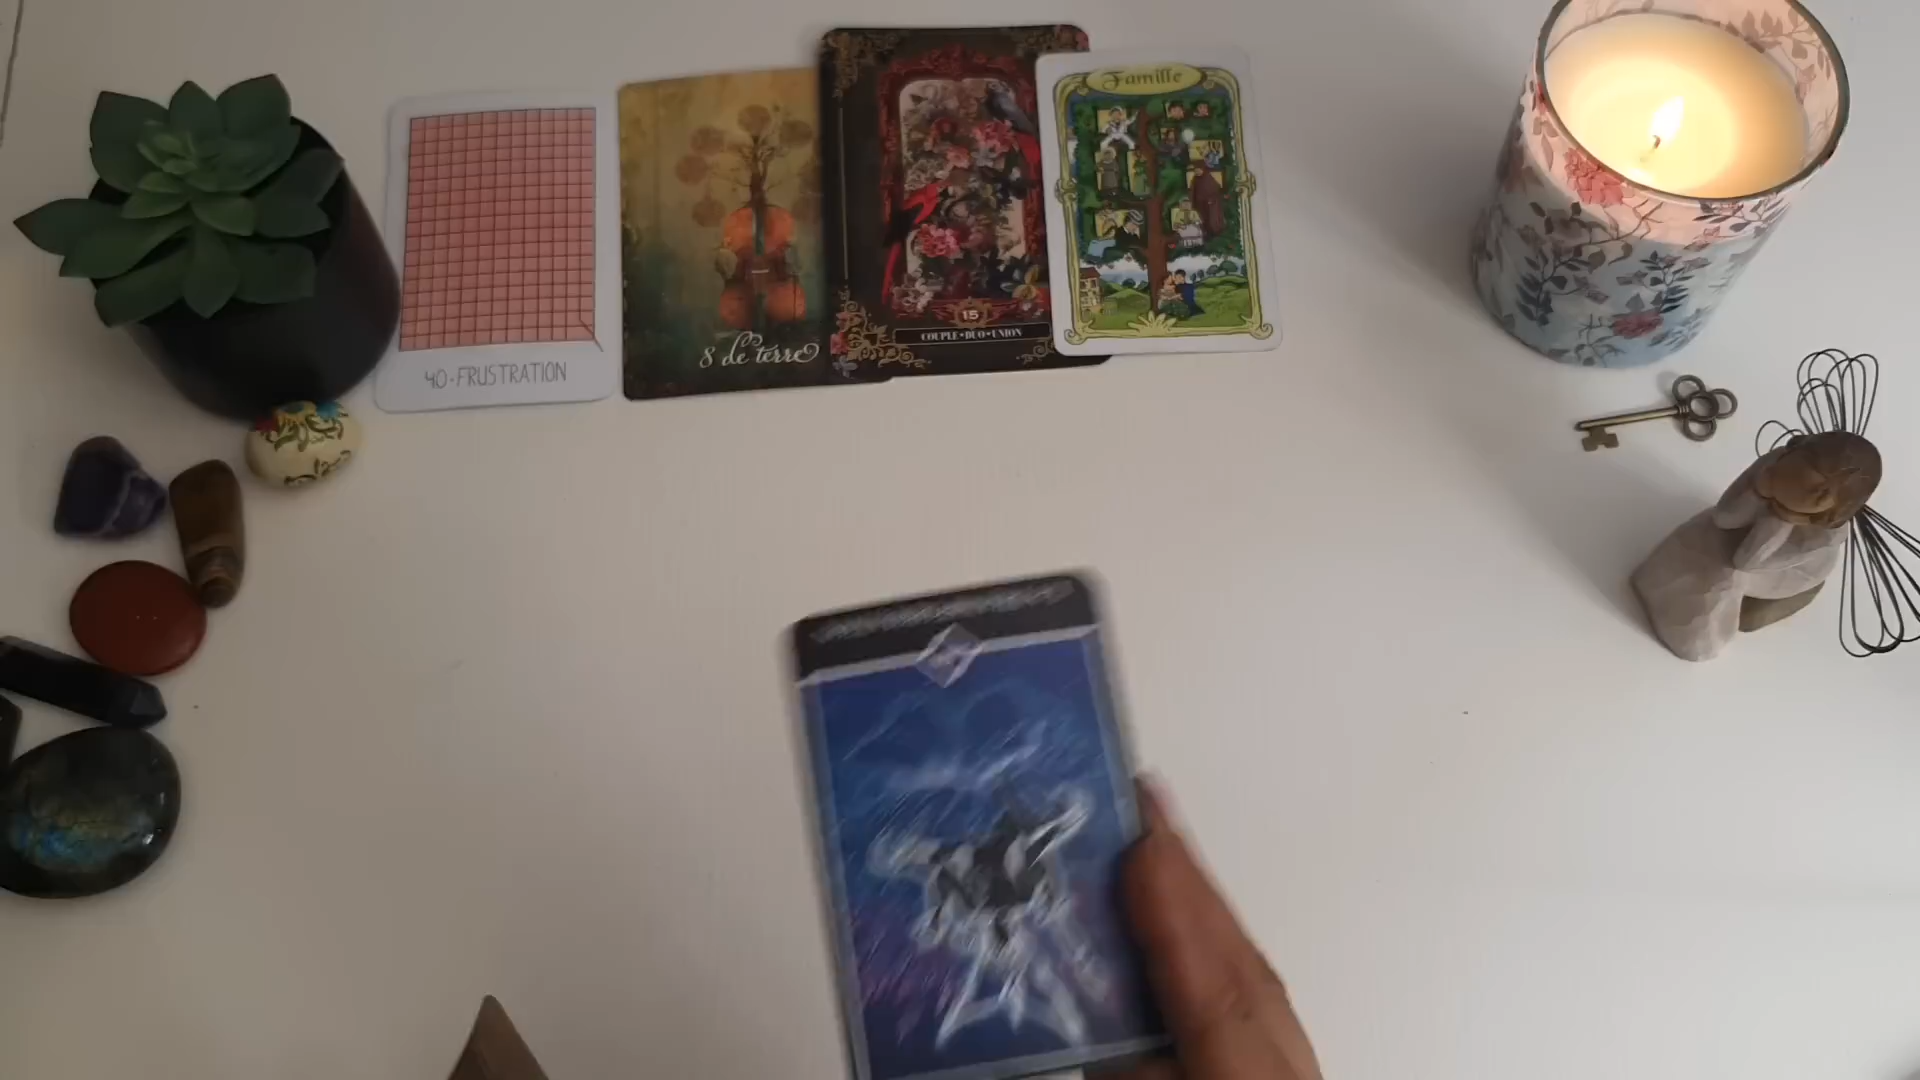 40·FRUSTRATION
8 de terre
15
COUPLE•DUO•UNION
Famille